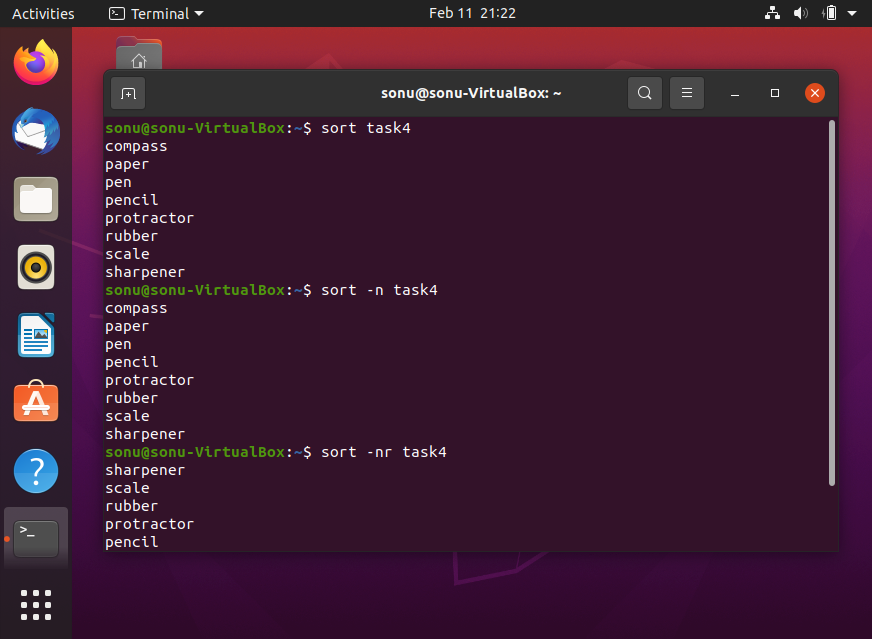 Activities Terminal Feb 11 21:22
sonu@sonu-VirtualBox: ~
sonu@sonu-VirtualBox:~$ sort task4
compass
paper
pen
pencil
protractor
rubber
scale
sharpener
sonu@sonu-VirtualBox:~$ sort -n task4
compass
paper
pen
pencil
protractor
rubber
scale
sharpener
sonu@sonu-VirtualBox:~$ sort -nr task4
sharpener
scale
rubber
protractor
pencil